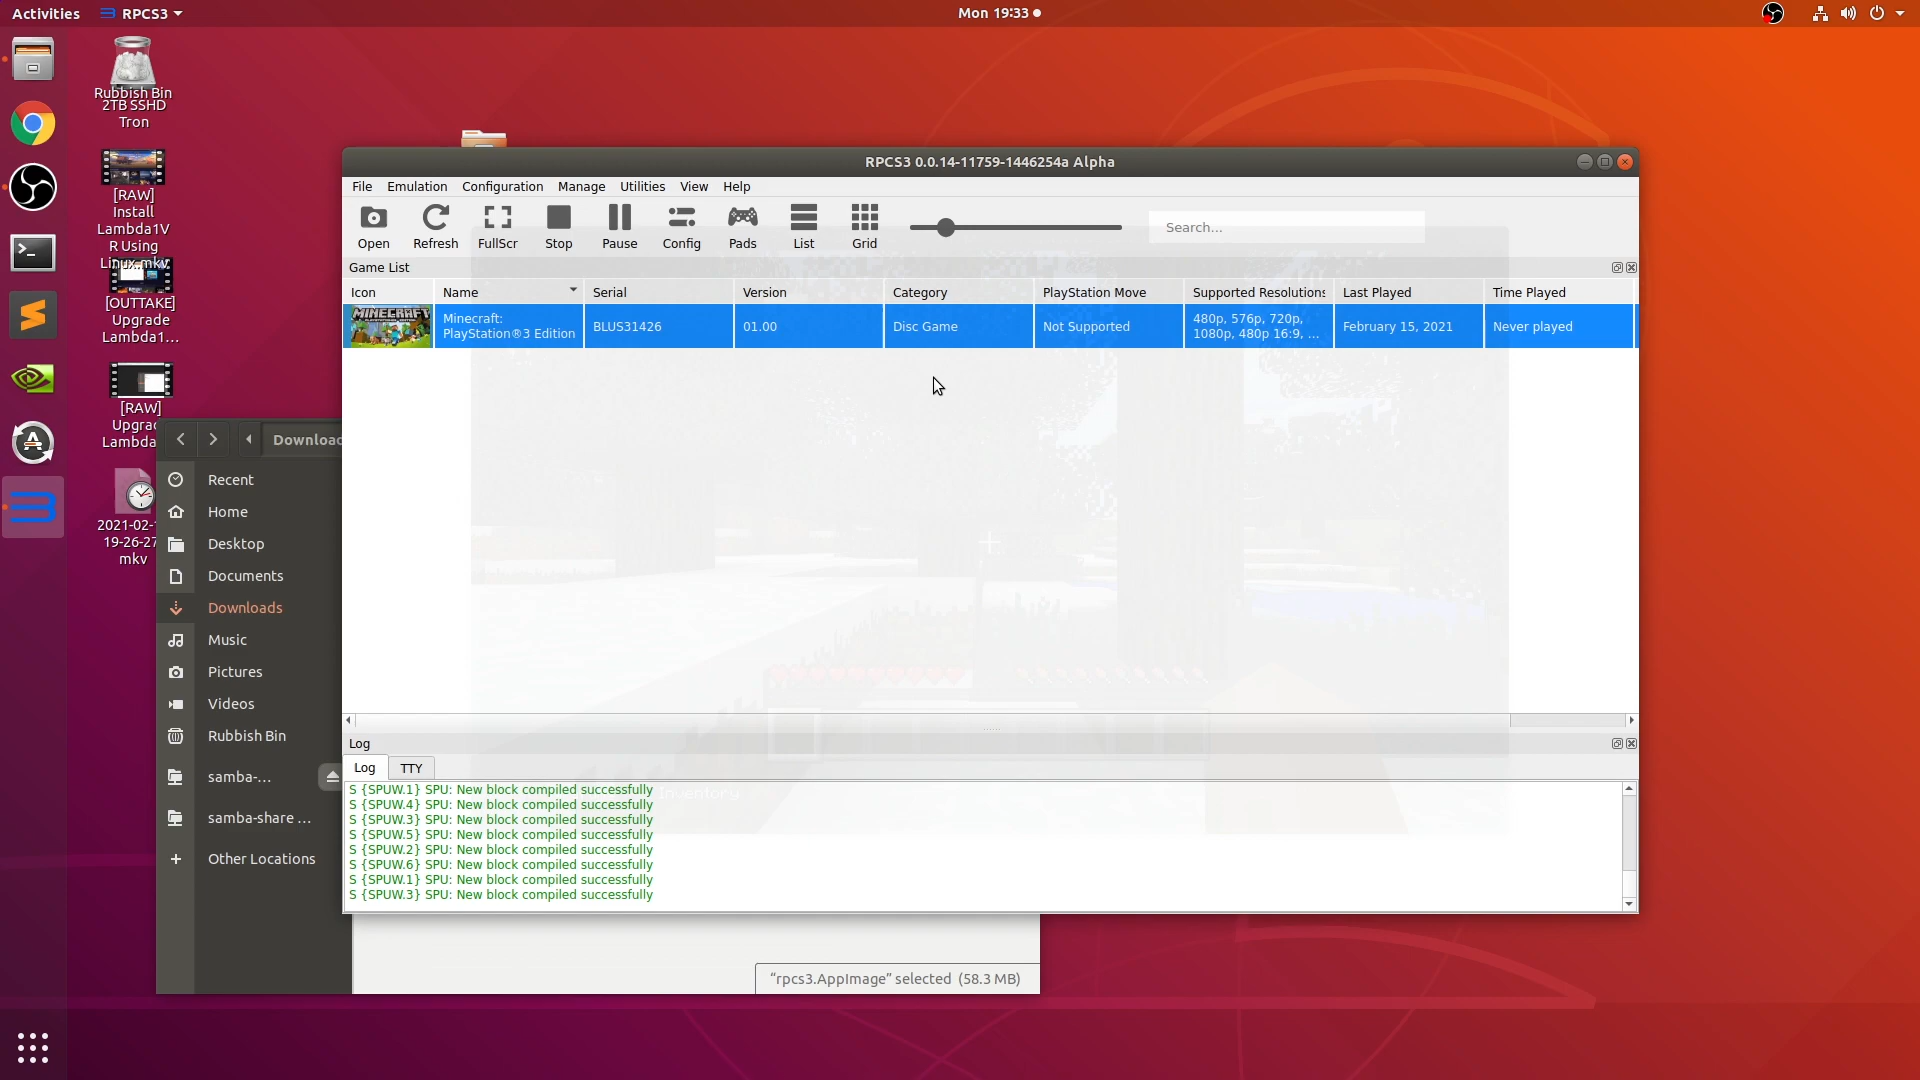 Activities
RPCS3
Mon 19:33
Rubbish Bin
2TB SSHD
Tron
[RAW]
Install
Lambda1V
R Using
Linux.mkv
[OUTTAKE]
Upgrade
Lambda1…
[RAW]
Upgra
Lambda
2021-02-
19-26-27
mkv
Downloa
Recent
Home
Desktop
Documents
Downloads
Music
Pictures
Videos
Rubbish Bin
samba-…
samba-share …
Other Locations
RPCS3 0.0.14-11759-1446254a Alpha
File Emulation Configuration Manage Utilities View Help
Open Refresh FullScr Stop Pause Config Pads List Grid Search...
Game List
Icon Name Serial Version Category PlayStation Move Supported Resolutions Last Played Time Played
MINECRAFT
Minecraft:
PlayStation®3 Edition
BLUS31426
01.00
Disc Game
Not Supported
480p, 576p, 720p,
1080p, 480p 16:9, ...
February 15, 2021
Never played
Log
Log TTY
S {SPUW.1} SPU: New block compiled successfully
Inventory
S {SPUW.4} SPU: New block compiled successfully
S {SPUW.3} SPU: New block compiled successfully
S {SPUW.5} SPU: New block compiled successfully
S {SPUW.2} SPU: New block compiled successfully
S {SPUW.6} SPU: New block compiled successfully
S {SPUW.1} SPU: New block compiled successfully
S {SPUW.3} SPU: New block compiled successfully
“rpcs3.AppImage” selected (58.3 MB)